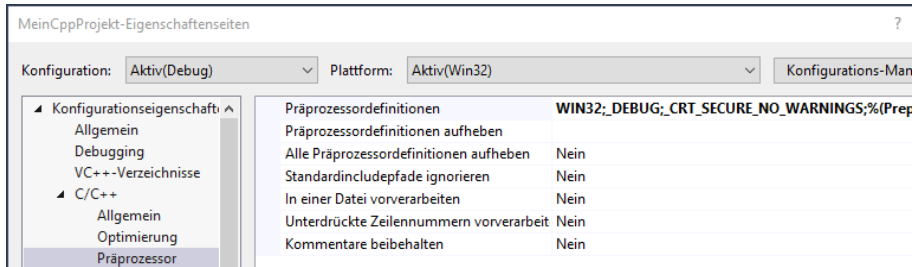 MeinCppProjekt-Eigenschaftenseiten ?
Konfiguration: Aktiv(Debug) Plattform: Aktiv(Win32) Konfigurations-Man
Konfigurationseigenschafte Präprozessordefinitionen WIN32;_DEBUG;_CRT_SECURE_NO_WARNINGS;%(Prep
Allgemein Präprozessordefinitionen aufheben
Debugging Alle Präprozessordefinitionen aufheben Nein
VC++-Verzeichnisse Standardincludepfade ignorieren Nein
C/C++ In einer Datei vorverarbeiten Nein
Allgemein Unterdrückte Zeilennummern vorverarbeit Nein
Optimierung Kommentare beibehalten Nein
Präprozessor